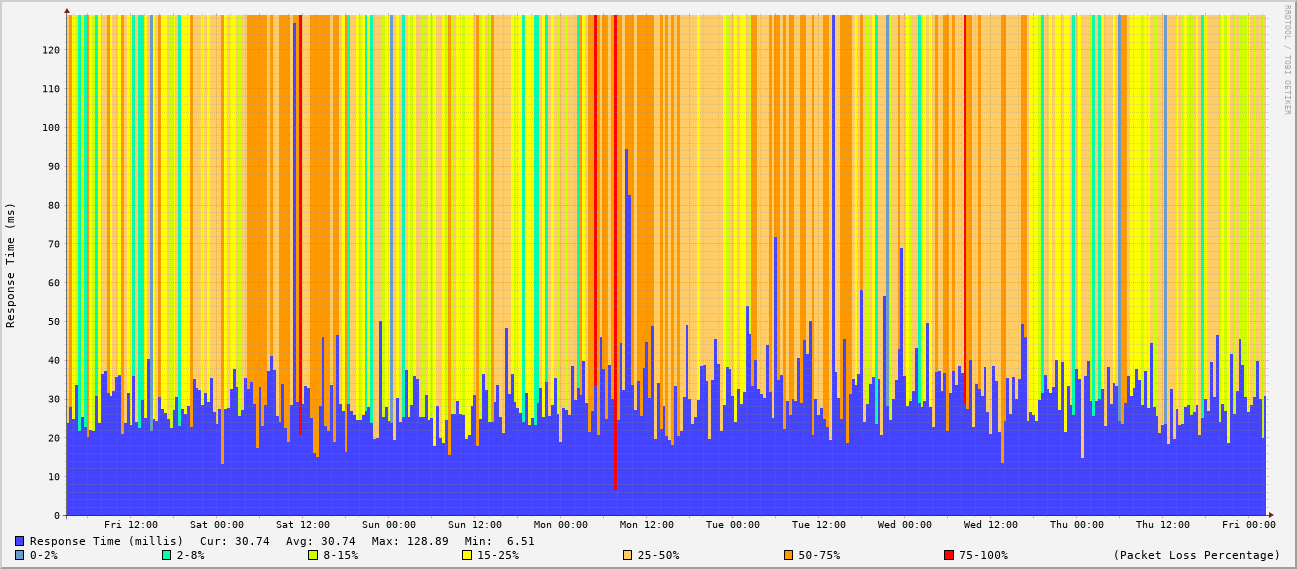 RRDTOOL / TOBI OETIKER
Response Time (ms)
120
110
100
90
80
70
60
50
40
30
20
10
0
Fri 12:00 Sat 00:00 Sat 12:00 Sun 00:00 Sun 12:00 Mon 00:00 Mon 12:00 Tue 00:00 Tue 12:00 Wed 00:00 Wed 12:00 Thu 00:00 Thu 12:00 Fri 00:00
Response Time (millis) Cur: 30.74 Avg: 30.74 Max: 128.89 Min: 6.51
0-2% 2-8% 8-15% 15-25% 25-50% 50-75% 75-100% (Packet Loss Percentage)